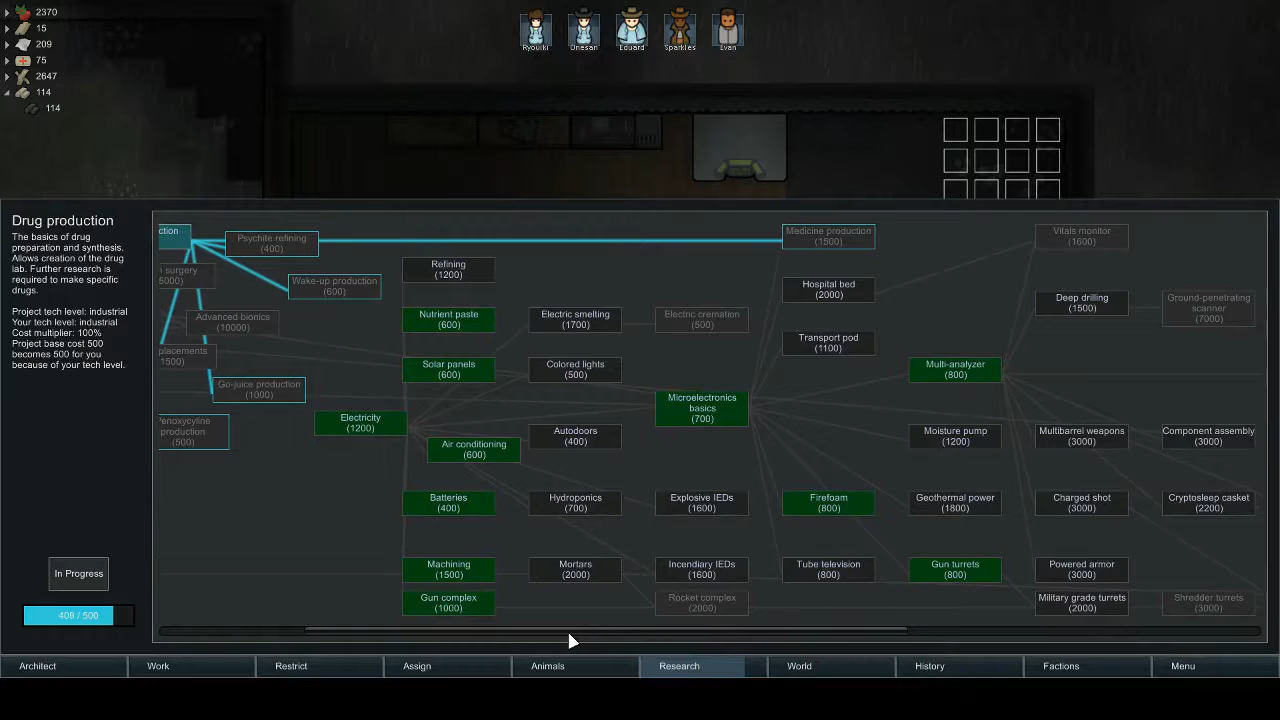 2370
15
209
75
2647
114
114
Ryouiki
Onesan
Eduard
Sparkles
Evan
Drug production
The basics of drug
preparation and synthesis.
Allows creation of the drug
lab. Further research is
required to make specific
drugs.
Project tech level: industrial
Your tech level: industrial
Cost multiplier: 100%
Project base cost 500
becomes 500 for you
because of your tech level.
In Progress
409 / 500
ction
Psychite refining
(400)
Medicine production
(1500)
Vitals monitor
(1600)
n surgery
5000)
Wake-up production
(600)
Refining
(1200)
Hospital bed
(2000)
Deep drilling
(1500)
Ground-penetrating
scanner
(7000)
Advanced bionics
(10000)
Nutrient paste
(600)
Electric smelting
(1700)
Electric cremation
(500)
Transport pod
(1100)
placements
1500)
Solar panels
(600)
Colored lights
(500)
Multi-analyzer
(800)
Go-juice production
(1000)
Microelectronics
basics
(700)
Penoxycyline
production
(500)
Electricity
(1200)
Air conditioning
(600)
Autodoors
(400)
Moisture pump
(1200)
Multibarrel weapons
(3000)
Component assembly
(3000)
Batteries
(400)
Hydroponics
(700)
Explosive IEDs
(1600)
Firefoam
(800)
Geothermal power
(1800)
Charged shot
(3000)
Cryptosleep casket
(2200)
Machining
(1500)
Mortars
(2000)
Incendiary IEDs
(1600)
Tube television
(800)
Gun turrets
(800)
Powered armor
(3000)
Gun complex
(1000)
Rocket complex
(2000)
Military grade turrets
(2000)
Shredder turrets
(3000)
Architect
Work
Restrict
Assign
Animals
Research
World
History
Factions
Menu